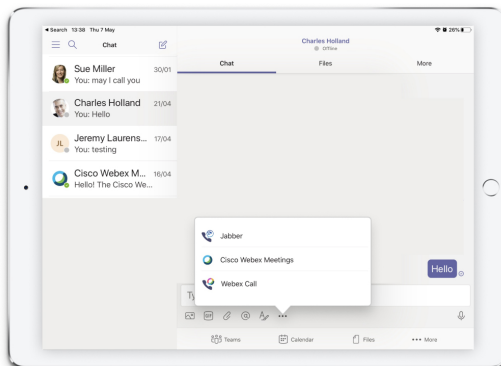 Search 13:38 Thu 7 May
26%
Chat
Sue Miller 30/01
You: may I call you
Charles Holland 21/04
You: Hello
JL
Jeremy Laurens... 17/04
You: testing
Cisco Webex M... 16/04
Hello! The Cisco We...
Charles Holland
Offline
Chat Files More
Jabber
Cisco Webex Meetings
Webex Call
Hello
Ty
GIF
Teams Calendar Files More